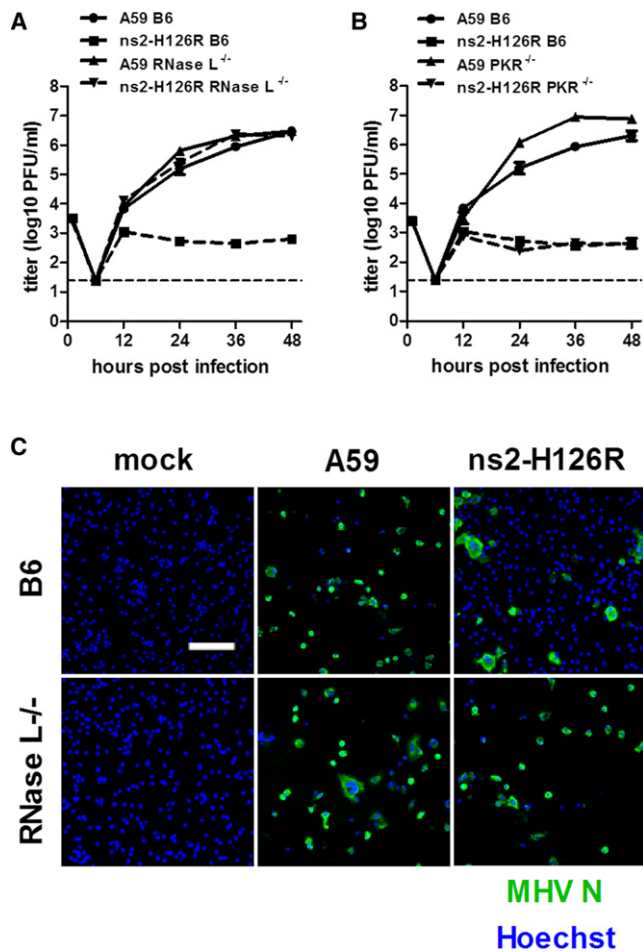 A
A59 B6
ns2-H126R B6
A59 RNase L-/-
ns2-H126R RNase L-/-
8
7
6
5
4
3
2
1
0
titer (log10 PFU/ml)
0 12 24 36 48
hours post infection
B
A59 B6
ns2-H126R B6
A59 PKR-/-
ns2-H126R PKR-/-
8
7
6
5
4
3
2
1
0
titer (log10 PFU/ml)
0 12 24 36 48
hours post infection
C
mock A59 ns2-H126R
B6
RNase L-/-
MHV N
Hoechst